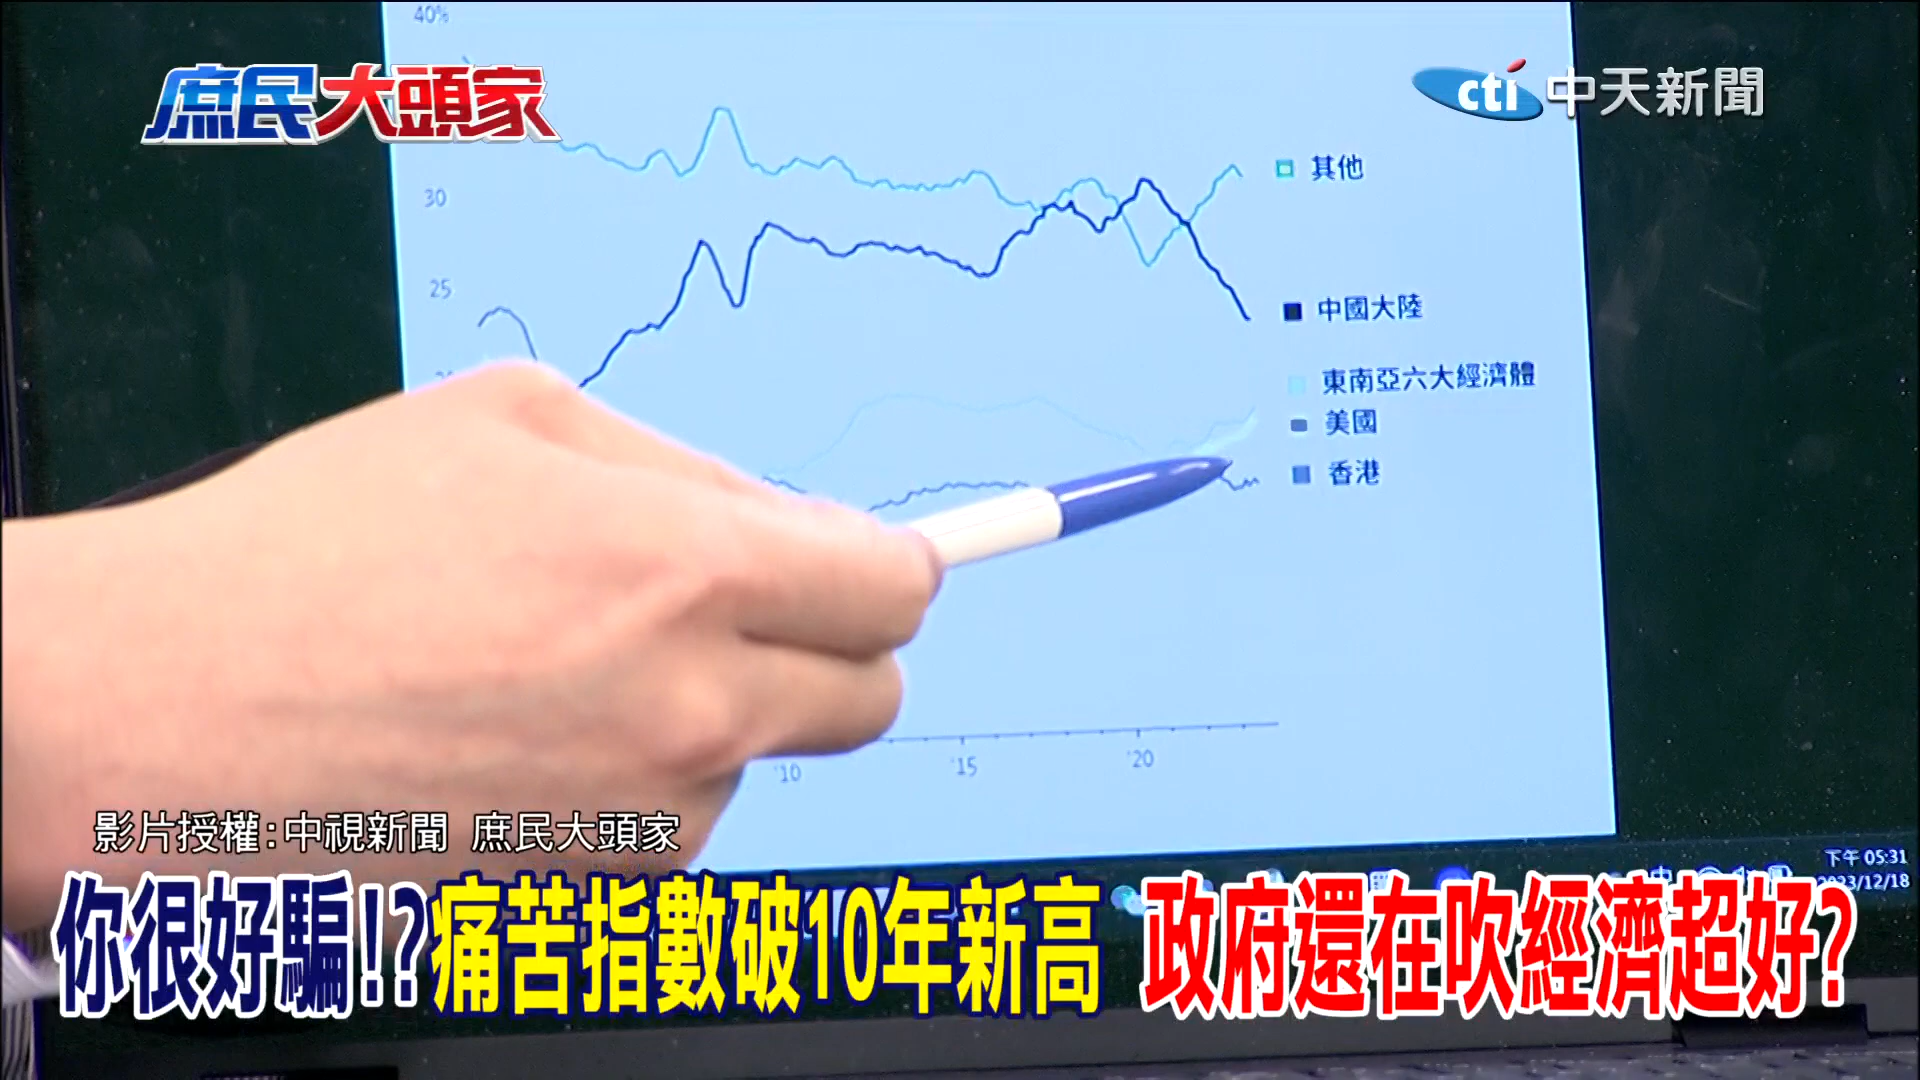 40%
庶民大頭家
cti 中天新聞
其他
30
25
中國大陸
東南亞六大經濟體
美國
香港
'10
'15
'20
影片授權:中視新聞 庶民大頭家
下午 05:31
你很好騙!?痛苦指數破10年新高 政府還在吹經濟超好?